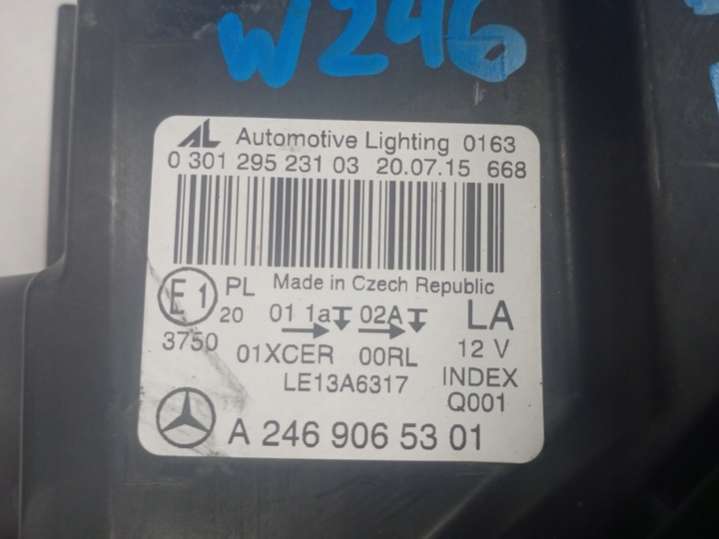 W246
AL Automotive Lighting 0163
0 301 295 231 03 20.07.15 668
Made in Czech Republic
E1 PL 01 1a 02A LA
20
3750 01XCER 00RL 12 V
LE13A6317 INDEX
Q001
A 246 906 53 01